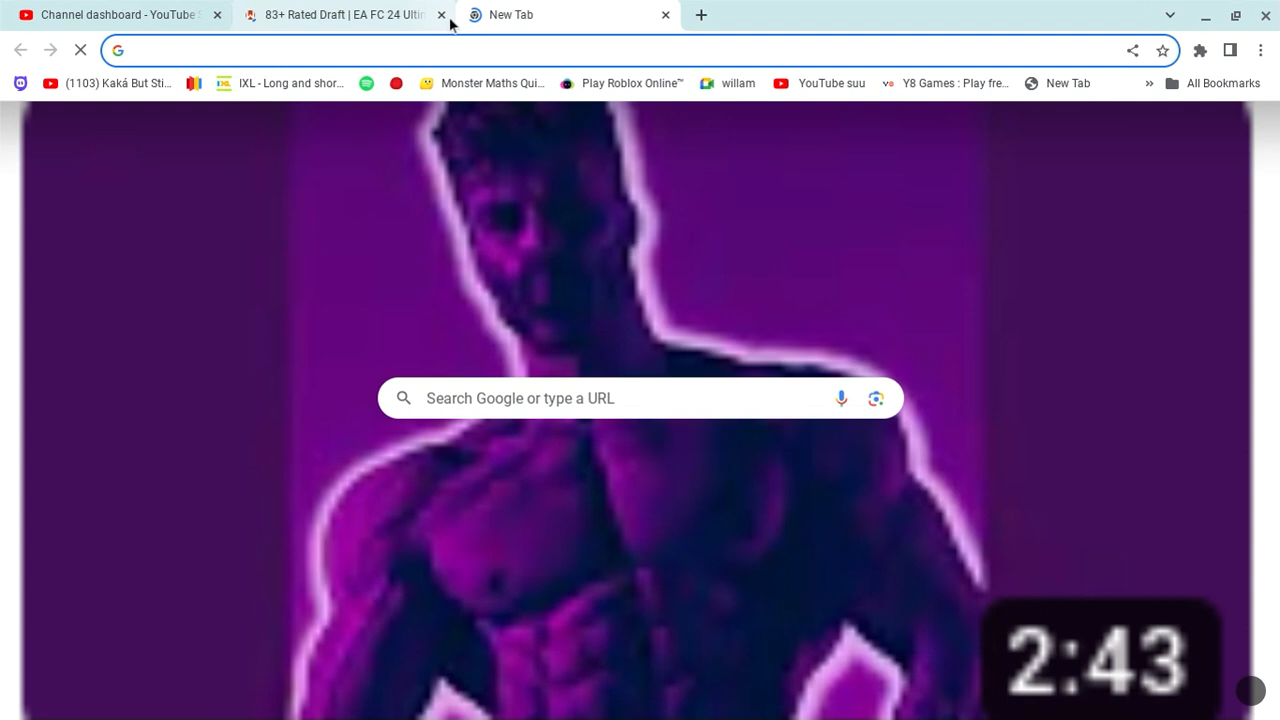 Channel dashboard - YouTube S
83+ Rated Draft | EA FC 24 Ultim
New Tab
(1103) Kaká But Sti...
IXL - Long and shor...
Monster Maths Qui...
Play Roblox Online™
willam
YouTube suu
Y8 Games : Play fre...
New Tab
All Bookmarks
Search Google or type a URL
2:43